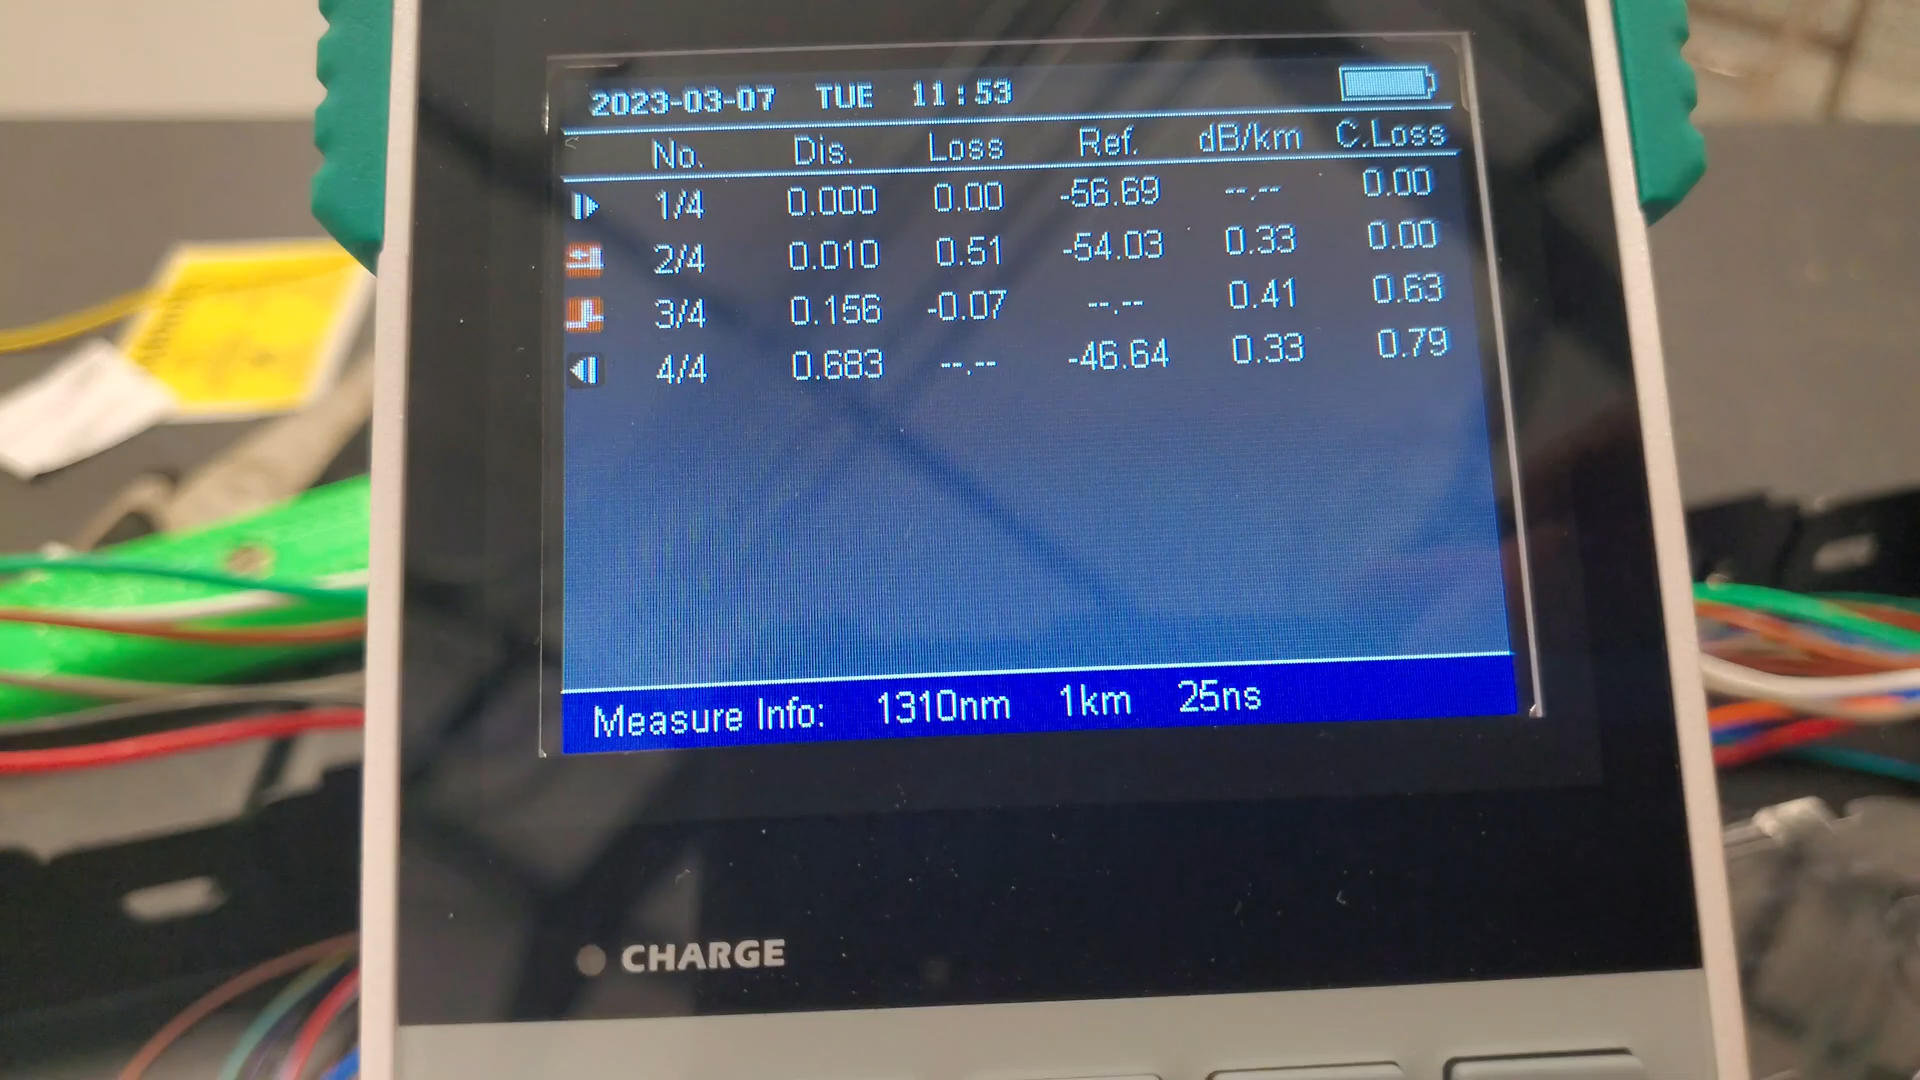 2023-03-07 TUE 11:53
No. Dis. Loss Ref. dB/km C.Loss
1/4 0.000 0.00 -56.69 --.-- 0.00
2/4 0.010 0.51 -54.03 0.33 0.00
3/4 0.156 -0.07 --.-- 0.41 0.63
4/4 0.683 --.-- -46.64 0.33 0.79
Measure Info: 1310nm 1km 25ns
CHARGE